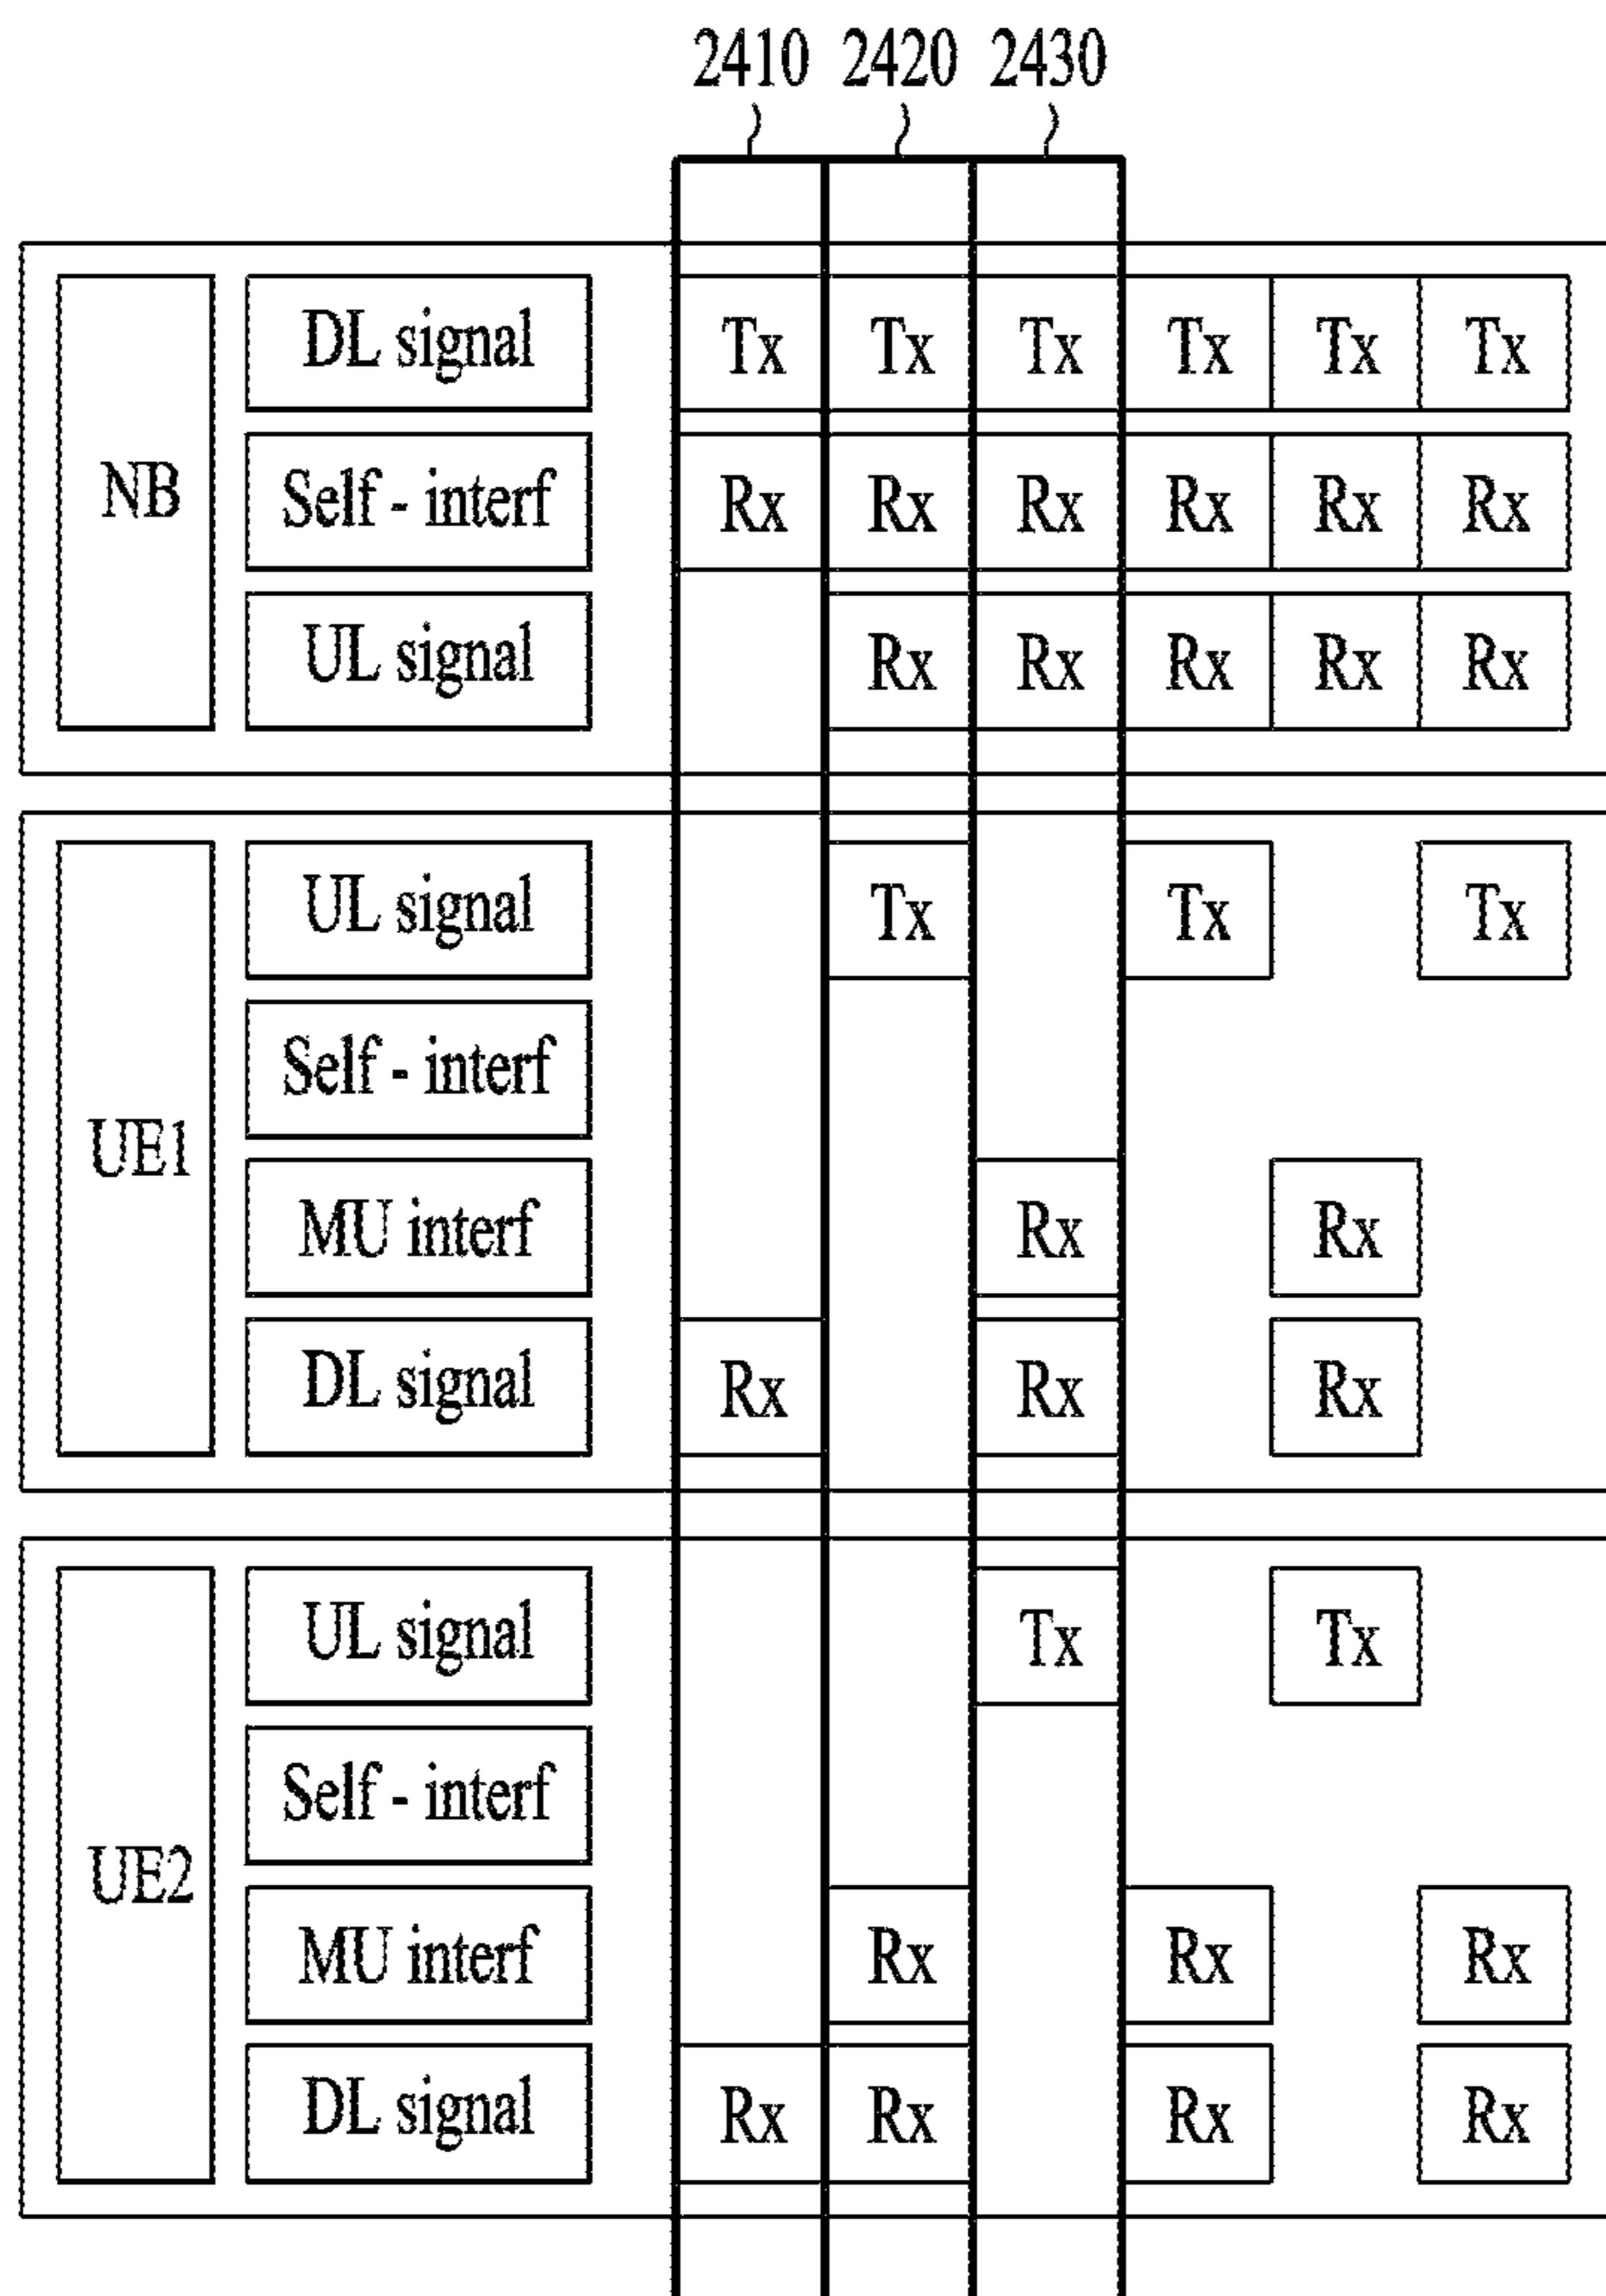 2410 2420 2430
NB
DL signal Tx Tx Tx Tx Tx Tx
Self - interf Rx Rx Rx Rx Rx Rx
UL signal Rx Rx Rx Rx Rx
UE1
UL signal Tx Tx Tx
Self - interf
MU interf Rx Rx
DL signal Rx Rx Rx
UE2
UL signal Tx Tx
Self - interf
MU interf Rx Rx Rx
DL signal Rx Rx Rx Rx